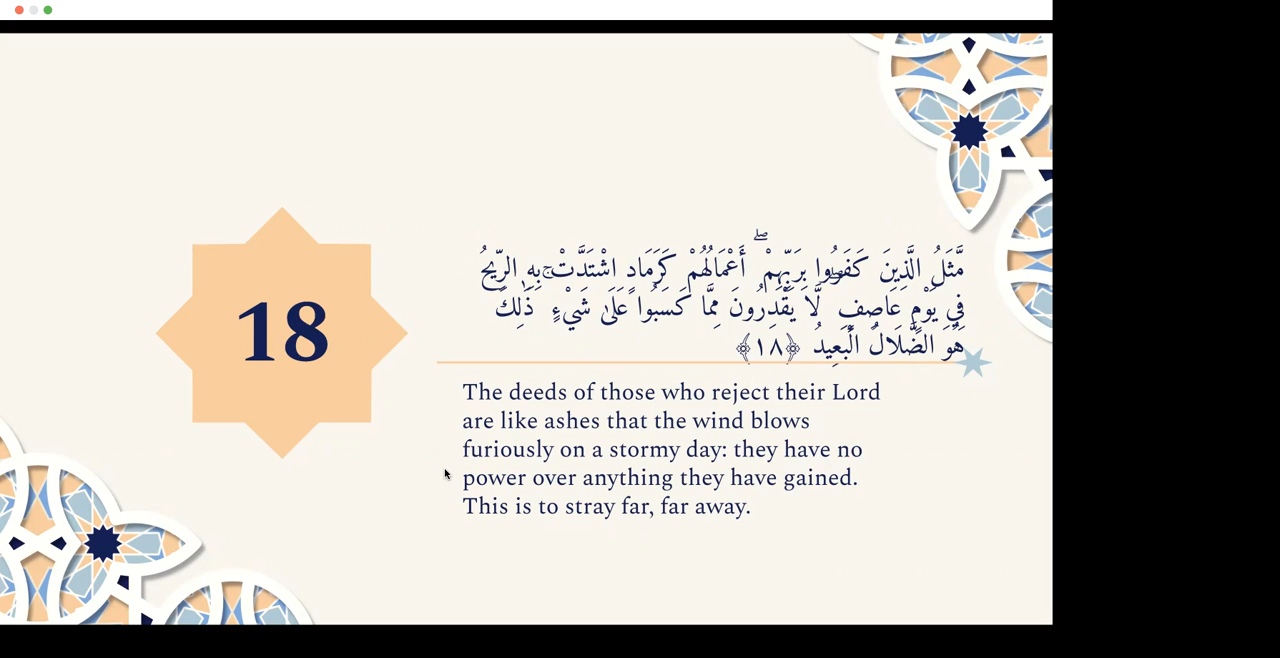 18
مَّثَلُ الَّذِينَ كَفَرُوا بِرَبِّهِمْ ۖ أَعْمَالُهُمْ كَرَمَادٍ اشْتَدَّتْ بِهِ الرِّيحُ
فِي يَوْمٍ عَاصِفٍ ۖ لَّا يَقْدِرُونَ مِمَّا كَسَبُوا عَلَىٰ شَيْءٍ ۚ ذَٰلِكَ
هُوَ الضَّلَالُ الْبَعِيدُ ﴿١٨﴾
The deeds of those who reject their Lord
are like ashes that the wind blows
furiously on a stormy day: they have no
power over anything they have gained.
This is to stray far, far away.